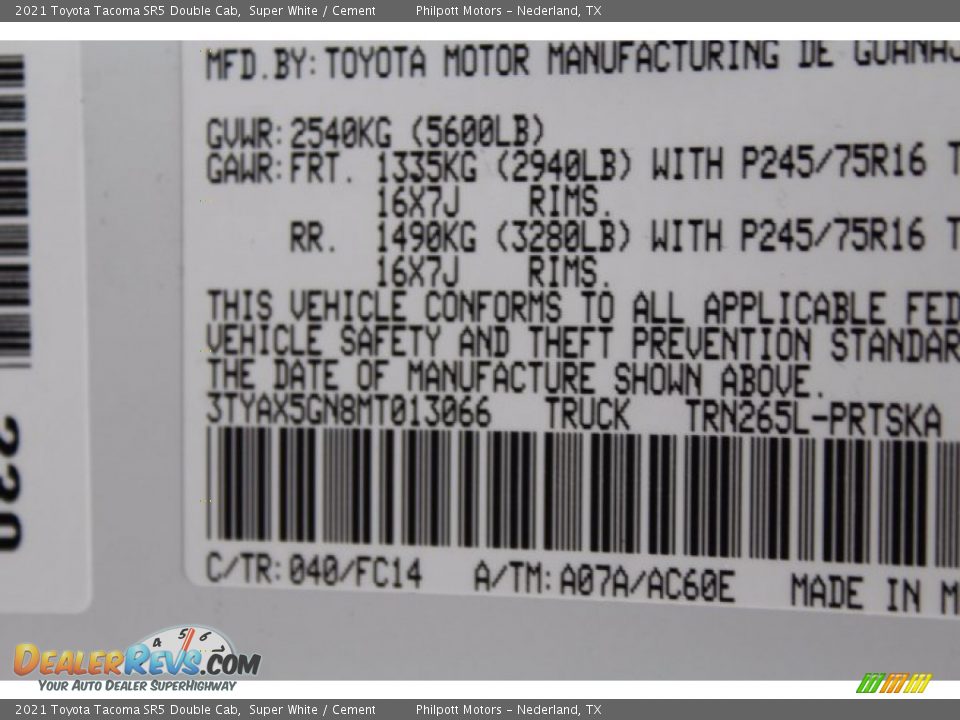 2021 Toyota Tacoma SR5 Double Cab, Super White / Cement Philpott Motors - Nederland, TX
MFD.BY:TOYOTA MOTOR MANUFACTURING DE GUANAJ
GVWR:2540KG (5600LB)
GAWR:FRT. 1335KG (2940LB) WITH P245/75R16 T
16X7J RIMS.
RR. 1490KG (3280LB) WITH P245/75R16 T
16X7J RIMS.
THIS VEHICLE CONFORMS TO ALL APPLICABLE FED
VEHICLE SAFETY AND THEFT PREVENTION STANDAR
THE DATE OF MANUFACTURE SHOWN ABOVE.
3TYAX5GN8MT013066 TRUCK TRN265L-PRTSKA
C/TR:040/FC14 A/TM:A07A/AC60E MADE IN M
4 5 6 7
DEALERREVS.COM
YOUR AUTO DEALER SUPERHIGHWAY
2021 Toyota Tacoma SR5 Double Cab, Super White / Cement Philpott Motors - Nederland, TX